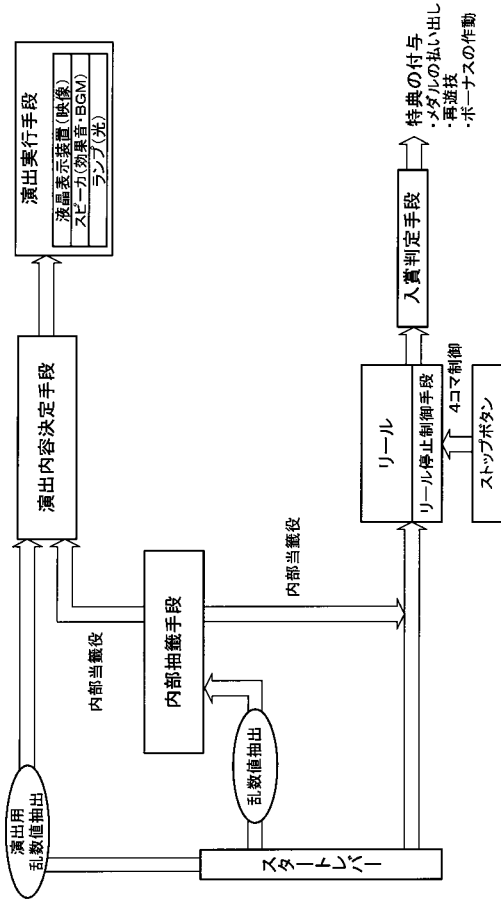 演出用
乱数値抽出
演出内容決定手段
演出実行手段
液晶表示装置(映像)
スピーカ(効果音・BGM)
ランプ(光)
内部当籤役
内部抽籤手段
内部当籤役
乱数値抽出
スタートレバー
リール
リール停止制御手段
4コマ制御
ストップボタン
入賞判定手段
特典の付与
・メダルの払い出し
・再遊技
・ボーナスの作動